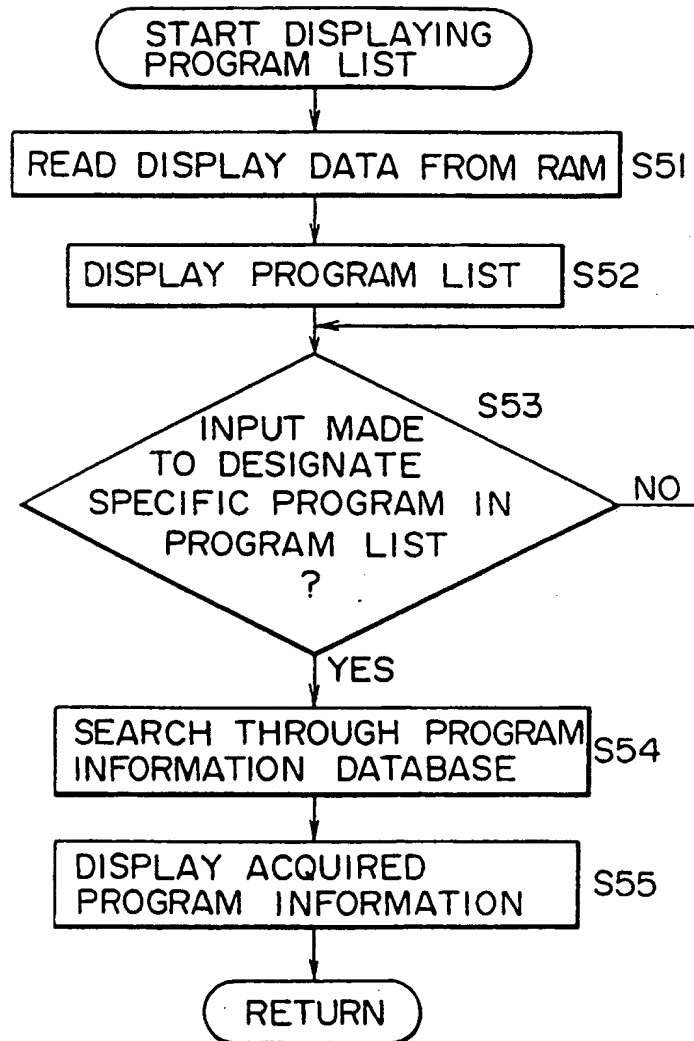 START DISPLAYING
PROGRAM LIST
READ DISPLAY DATA FROM RAM
S51
DISPLAY PROGRAM LIST
S52
S53
INPUT MADE
TO DESIGNATE
SPECIFIC PROGRAM IN
PROGRAM LIST
?
NO
YES
SEARCH THROUGH PROGRAM
INFORMATION DATABASE
S54
DISPLAY ACQUIRED
PROGRAM INFORMATION
S55
RETURN